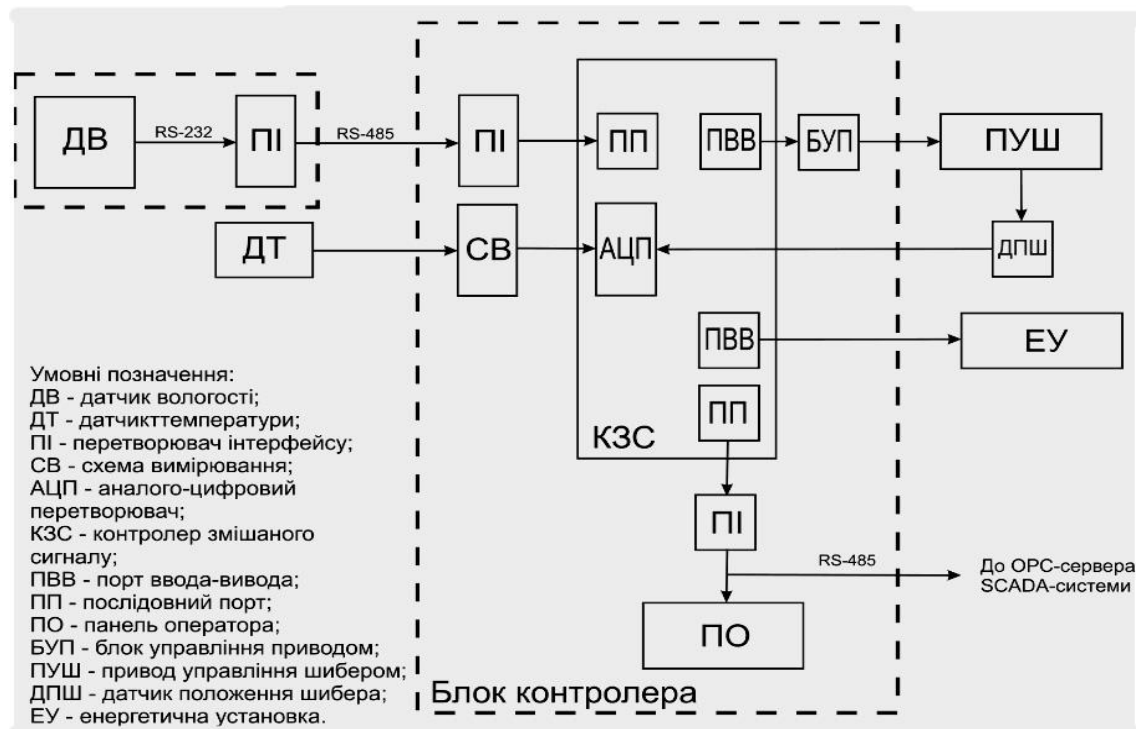 ДВ
RS-232
ПІ
RS-485
ПІ
ПП
ПВВ
БУП
ПУШ
ДТ
СВ
АЦП
ДПШ
ПВВ
ЕУ
ПП
КЗС
ПІ
RS-485
До OPC-сервера
SCADA-системи
ПО
Блок контролера
Умовні позначення:
ДВ - датчик вологості;
ДТ - датчикттемператури;
ПІ - перетворювач інтерфейсу;
СВ - схема вимірювання;
АЦП - аналого-цифровий
перетворювач;
КЗС - контролер змішаного
сигналу;
ПВВ - порт ввода-вивода;
ПП - послідовний порт;
ПО - панель оператора;
БУП - блок управління приводом;
ПУШ - привод управління шибером;
ДПШ - датчик положення шибера;
ЕУ - енергетична установка.